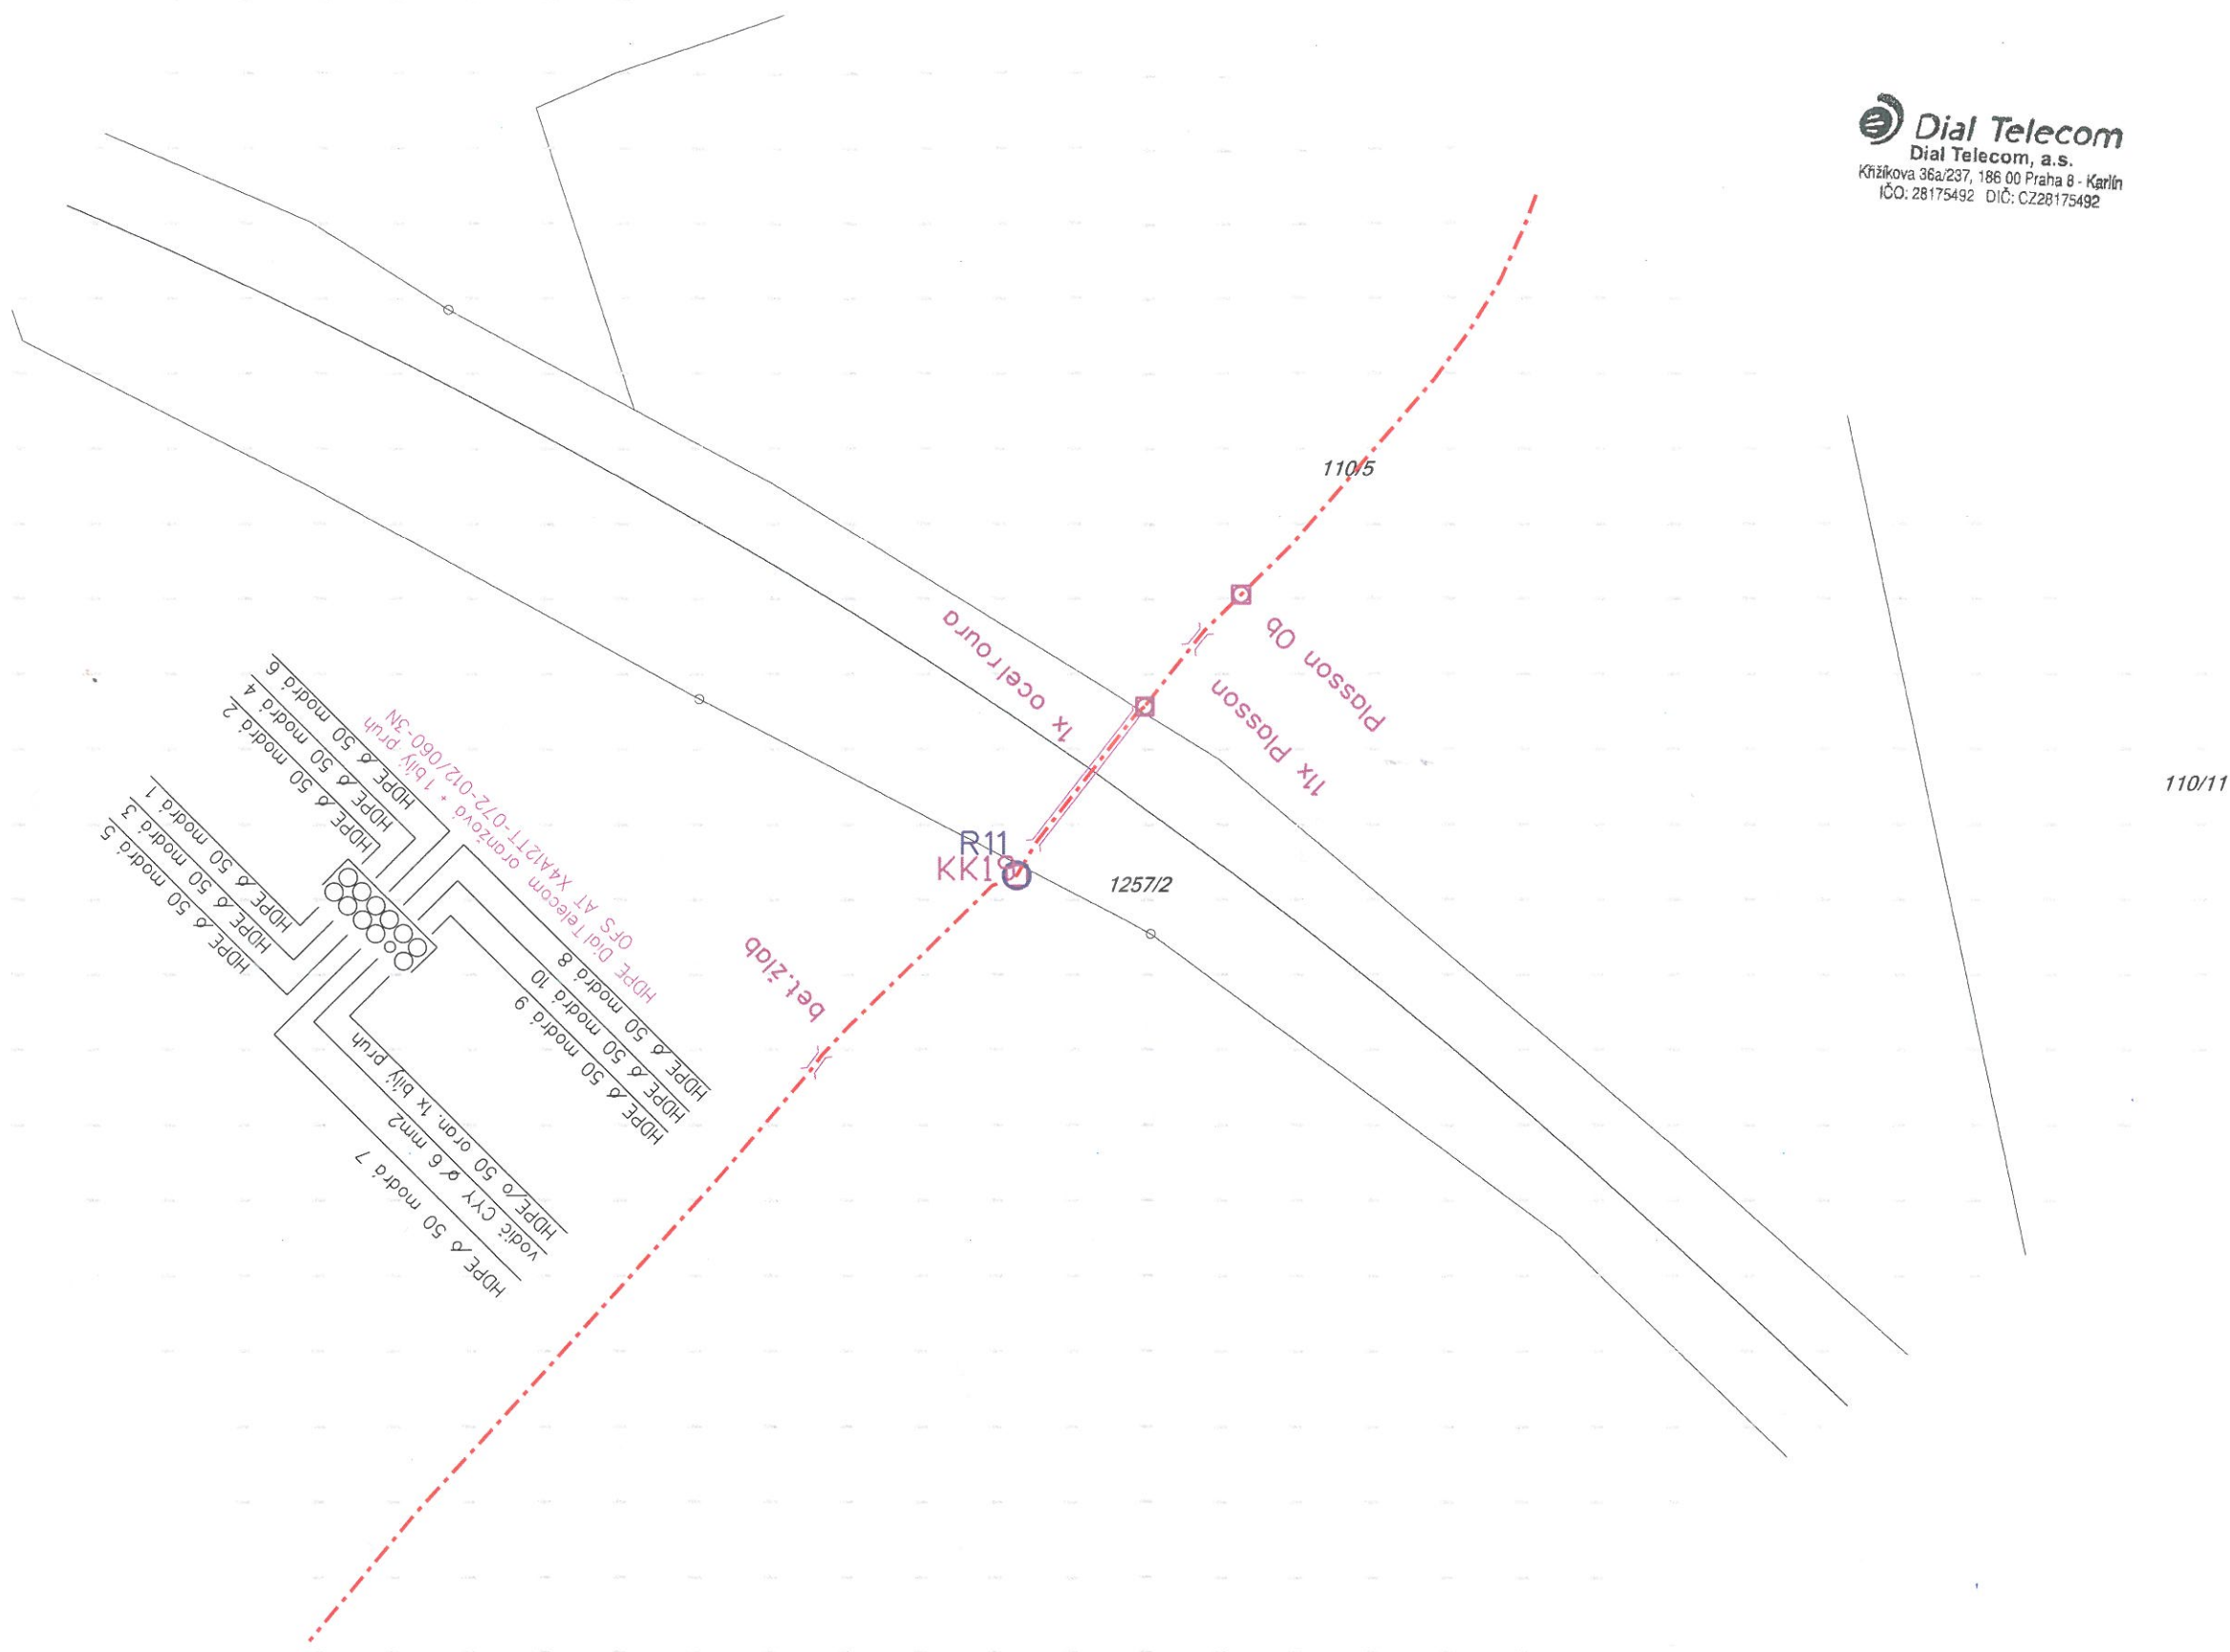 Dial Telecom
Dial Telecom, a.s.
Křižíkova 36a/237, 186 00 Praha 8 - Karlín
IČO: 28175492 DIČ: CZ28175492
110/5
Plasson Ob
11x Plasson
1x ocel roura
110/11
R11
1257/2
bet.žlab
HDPE ø 50 modrá 6
HDPE ø 50 modrá 4
HDPE ø 50 modrá 2
HDPE ø 50 modrá 1
HDPE ø 50 modrá 3
HDPE ø 50 modrá 5
OFS AT X4A12TT-072-012/060-3N
HDPE Dial Telecom oranžová + 1 bílý pruh
HDPE ø 50 modrá 8
HDPE ø 50 modrá 10
HDPE ø 50 modrá 9
HDPE ø 50 oran. 1x bílý pruh
vodič CYY ø 6 mm2
HDPE ø 50 modrá 7